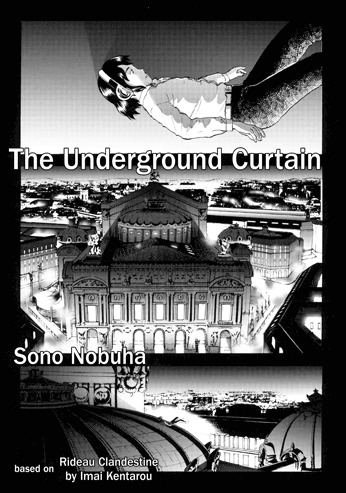 The Underground Curtain
Sono Nobuha
based on Rideau Clandestine
by Imai Kentarou